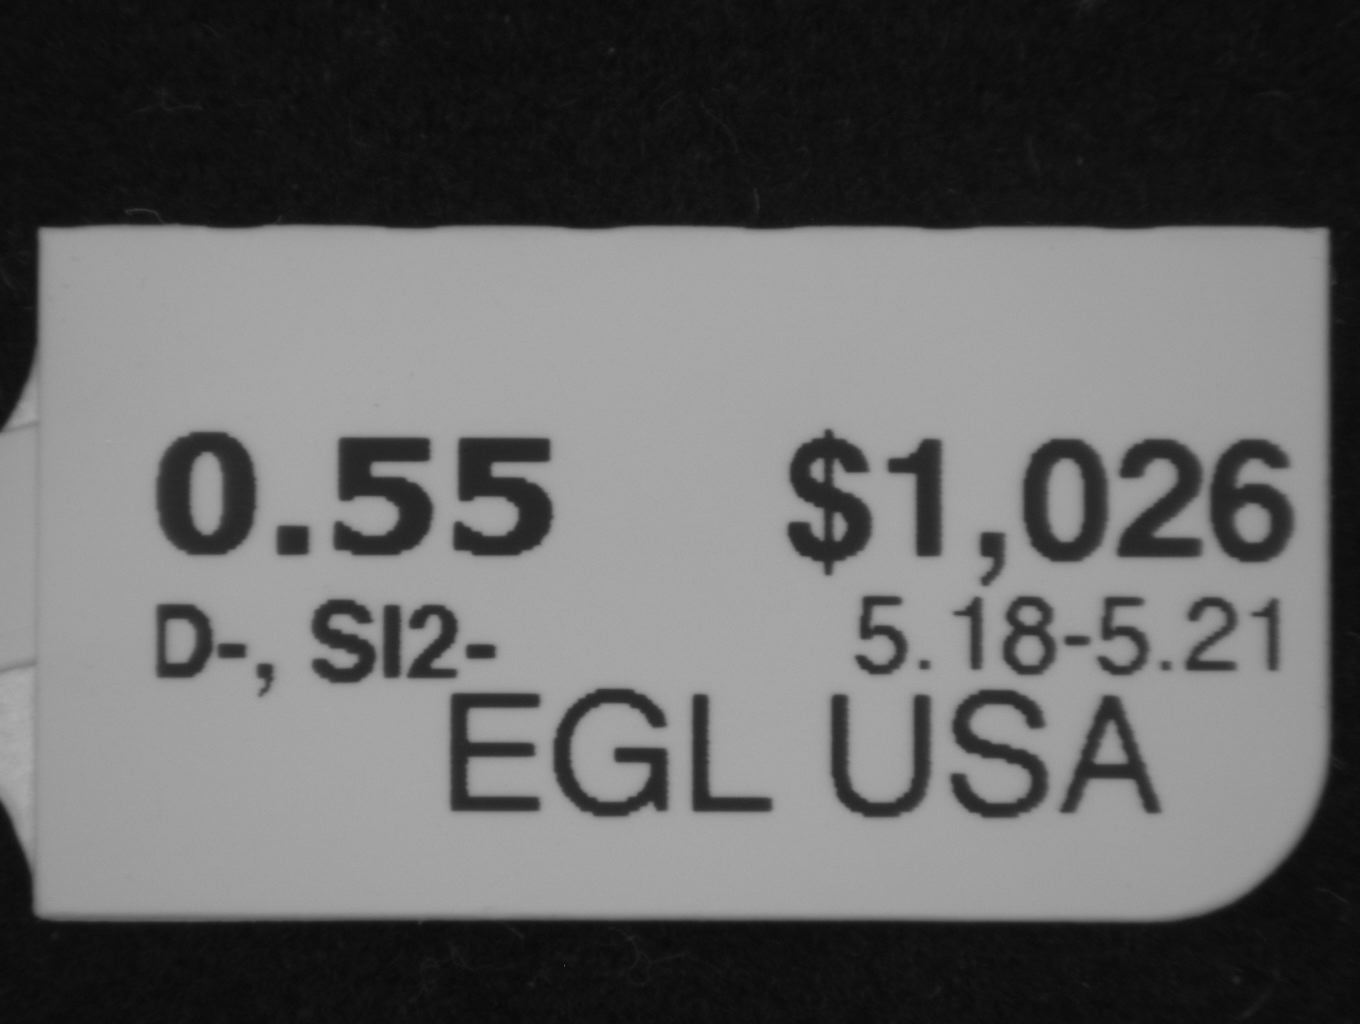 0.55 $1,026
D-, SI2- 5.18-5.21
EGL USA